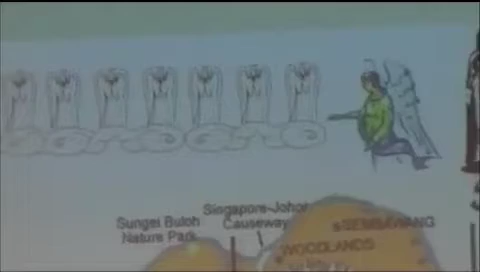 Singapore-Johor
Causeway
Sungei Buloh
Nature Park
SEMBAWANG
WOODLANDS